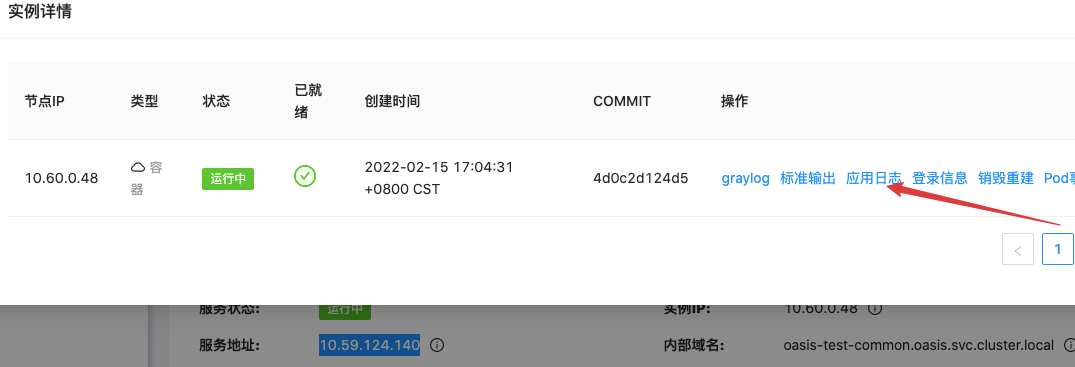 实例详情
节点IP 类型 状态 已就绪 创建时间 COMMIT 操作
10.60.0.48 容器 运行中 2022-02-15 17:04:31 +0800 CST 4d0c2d124d5 graylog 标准输出 应用日志 登录信息 销毁重建 Pod
< 1
服务状态: 运行中 实例IP: 10.60.0.48
服务地址: 10.59.124.140 内部域名: oasis-test-common.oasis.svc.cluster.local